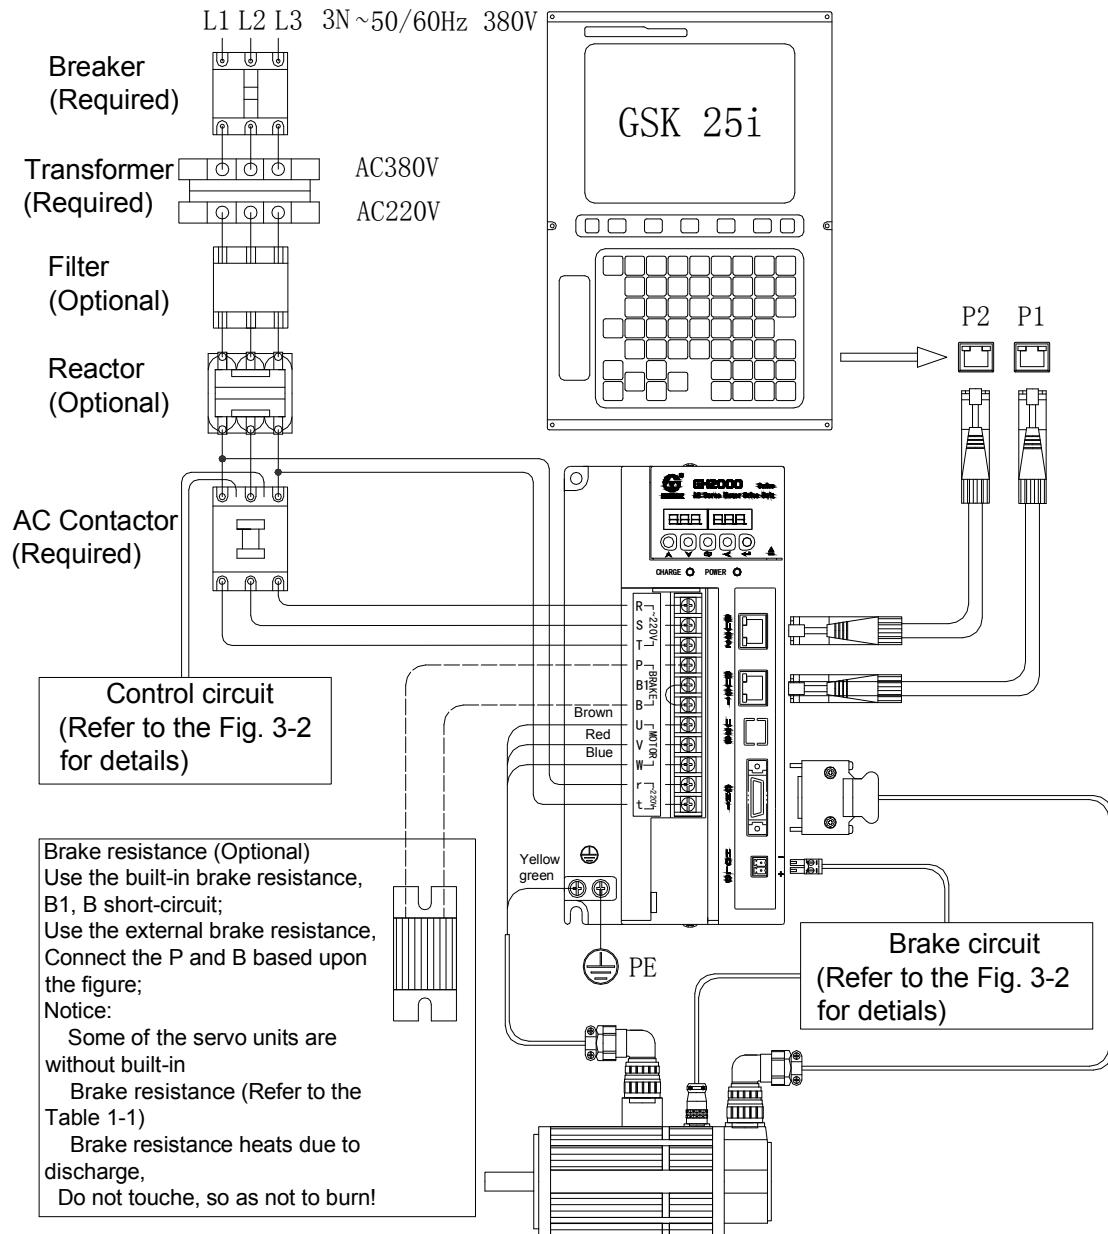 L1 L2 L3 3N~50/60Hz 380V
Breaker
(Required)
Transformer
(Required)
AC380V
AC220V
Filter
(Optional)
Reactor
(Optional)
AC Contactor
(Required)
GSK 25i
P2 P1
GH2000
AC Servo Motor Drive Unit
CHARGE POWER
R
S
T
~220V
P
B1
B
BRAKE
U
V
W
MOTOR
r
t
~220V
Brown
Red
Blue
Yellow
green
PE
- +
Control circuit
(Refer to the Fig. 3-2
for details)
Brake resistance (Optional)
Use the built-in brake resistance,
B1, B short-circuit;
Use the external brake resistance,
Connect the P and B based upon
the figure;
Notice:
Some of the servo units are
without built-in
Brake resistance (Refer to the
Table 1-1)
Brake resistance heats due to
discharge,
Do not touche, so as not to burn!
Brake circuit
(Refer to the Fig. 3-2
for detials)